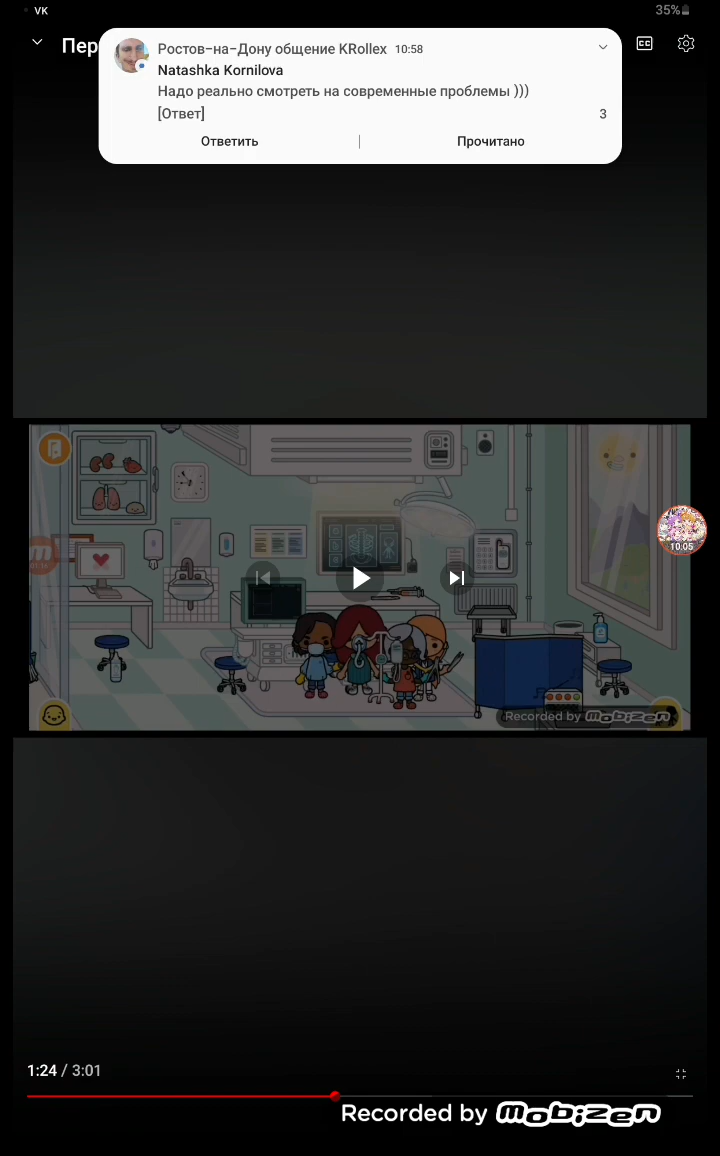 VK
35%
Пер
Ростов-на-Дону общение KRollex 10:58
Natashka Kornilova
Надо реально смотреть на современные проблемы )))
[Ответ]
3
Ответить
Прочитано
CC
10:05
Recorded by mobizen
1:24 / 3:01
Recorded by mobizen